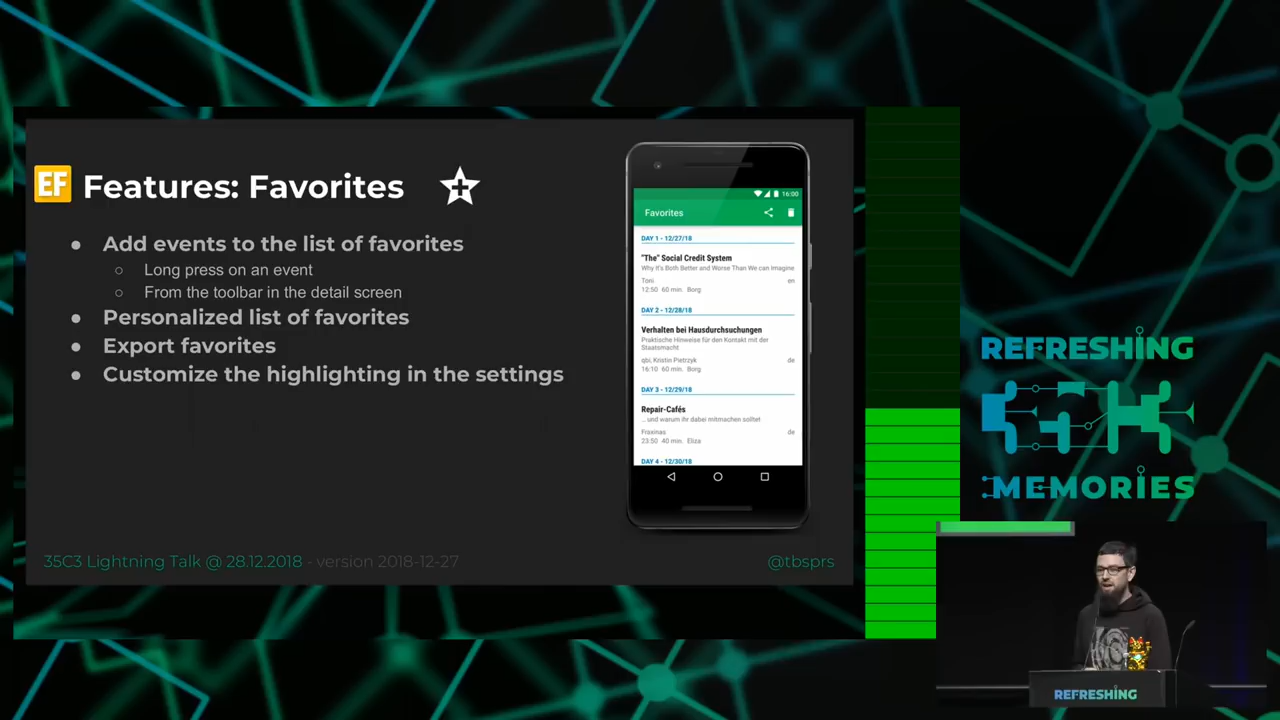 EF Features: Favorites
● Add events to the list of favorites
○ Long press on an event
○ From the toolbar in the detail screen
● Personalized list of favorites
● Export favorites
● Customize the highlighting in the settings
35C3 Lightning Talk @ 28.12.2018 - version 2018-12-27
@tbsprs
16:00
Favorites
DAY 1 - 12/27/18
"The" Social Credit System
Why It's Both Better and Worse Than We can Imagine
Toni en
12:50 60 min. Borg
DAY 2 - 12/28/18
Verhalten bei Hausdurchsuchungen
Praktische Hinweise für den Kontakt mit der
Staatsmacht
qbi, Kristin Pietrzyk de
16:10 60 min. Borg
DAY 3 - 12/29/18
Repair-Cafés
... und warum ihr dabei mitmachen solltet
Fraxinas de
23:50 40 min. Eliza
DAY 4 - 12/30/18
REFRESHING
MEMORIES
REFRESHING